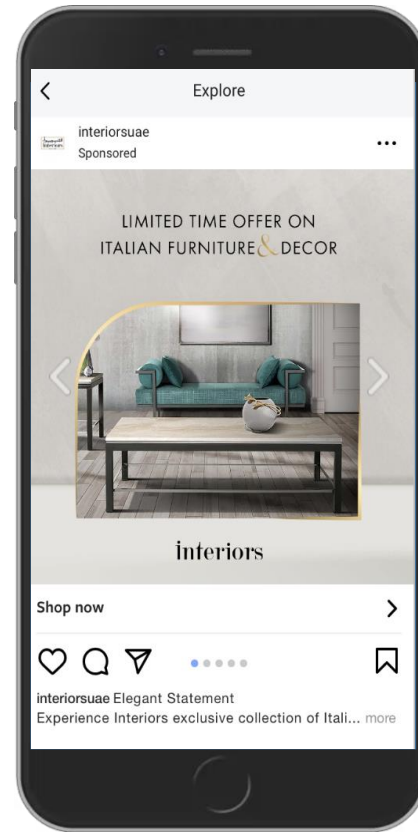 Explore
interiorsuae
Sponsored
LIMITED TIME OFFER ON
ITALIAN FURNITURE & DECOR
interiors
Shop now
interiorsuae Elegant Statement
Experience Interiors exclusive collection of Itali... more